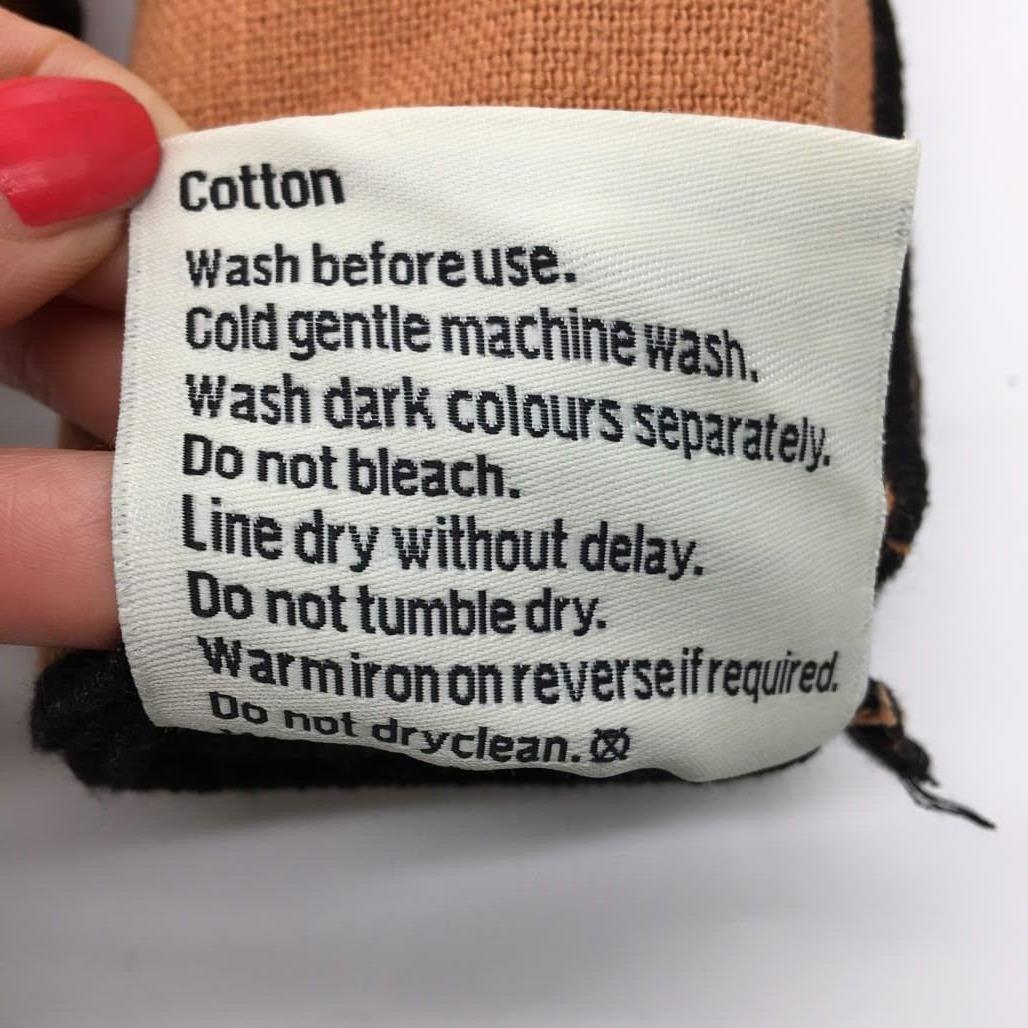 Cotton
Wash before use.
Cold gentle machine wash.
Wash dark colours separately.
Do not bleach.
Line dry without delay.
Do not tumble dry.
Warm iron on reverse if required.
Do not dryclean.